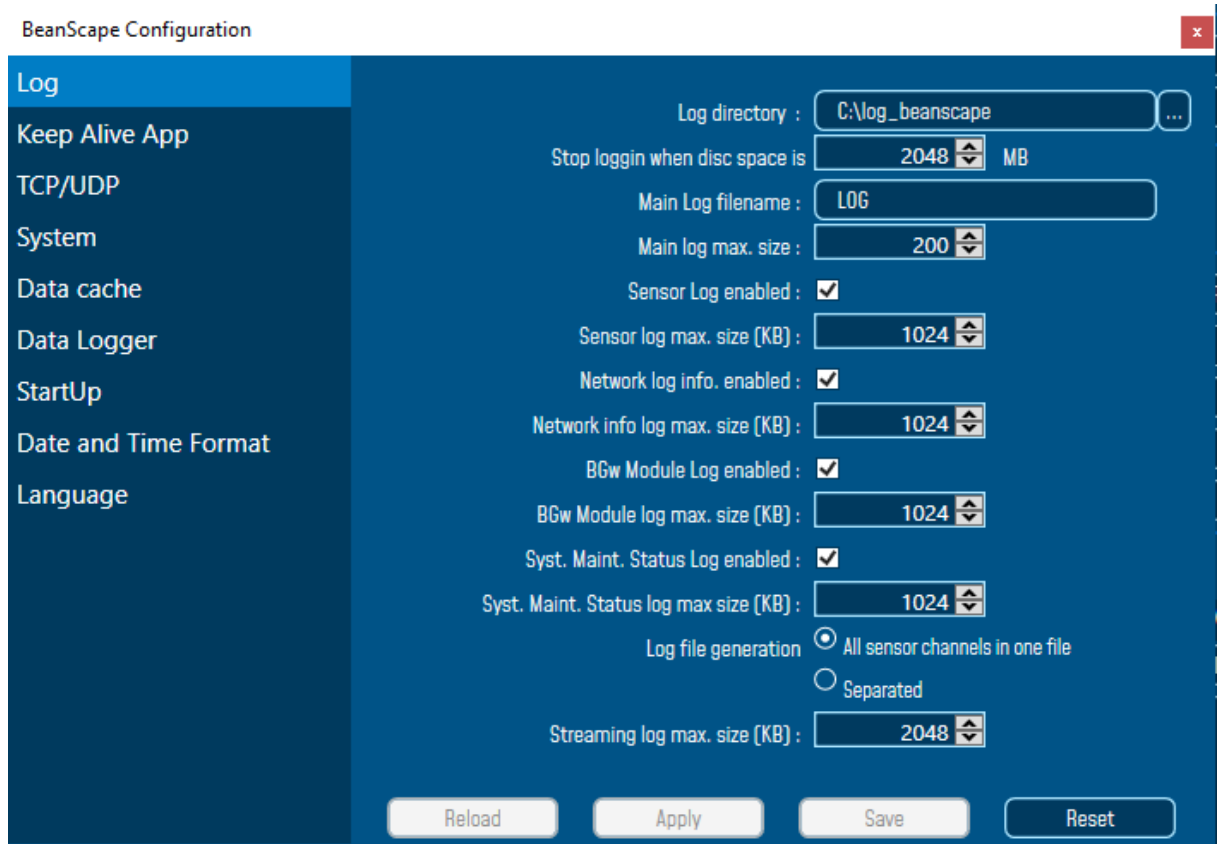 BeanScape Configuration
x
Log
Keep Alive App
TCP/UDP
System
Data cache
Data Logger
StartUp
Date and Time Format
Language
Log directory : C:\log_beanscape ...
Stop loggin when disc space is 2048 MB
Main Log filename : LOG
Main log max. size : 200
Sensor Log enabled :
Sensor log max. size (KB) : 1024
Network log info. enabled :
Network info log max. size (KB) : 1024
BGw Module Log enabled :
BGw Module log max. size (KB) : 1024
Syst. Maint. Status Log enabled :
Syst. Maint. Status log max size (KB) : 1024
Log file generation All sensor channels in one file
Separated
Streaming log max. size (KB) : 2048
Reload Apply Save Reset